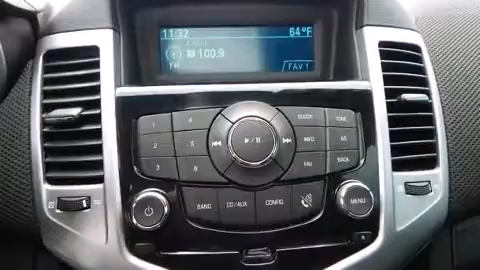 11:32 64°F
100.9
FM FAV 1
1 4 CLOCK TONE
2 5 INFO AS
3 6 FAV BACK
BAND CD/AUX CONFIG MENU